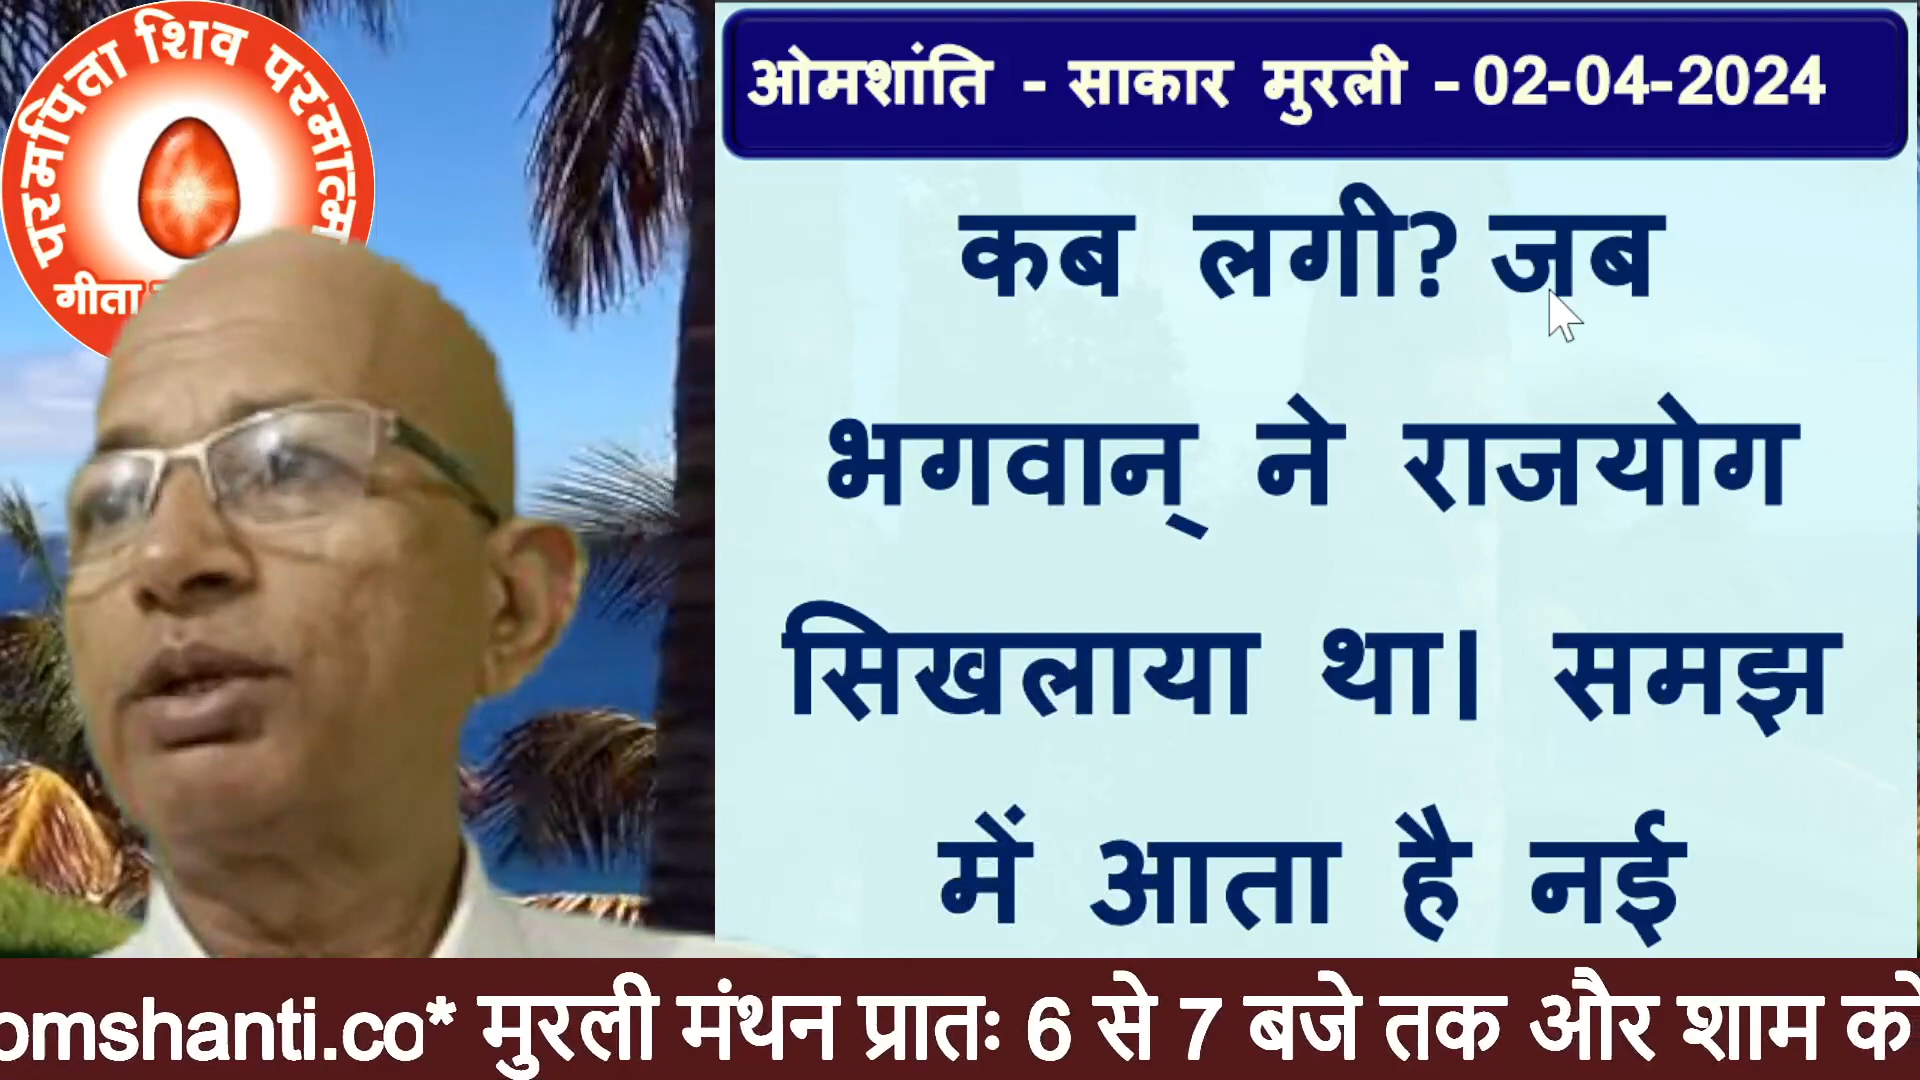 परमपिता शिव परमात्म
गीता
ओमशांति - साकार मुरली - 02-04-2024
कब लगी? जब
भगवान् ने राजयोग
सिखलाया था। समझ
में आता है नई
omshanti.co* मुरली मंथन प्रातः 6 से 7 बजे तक और शाम को